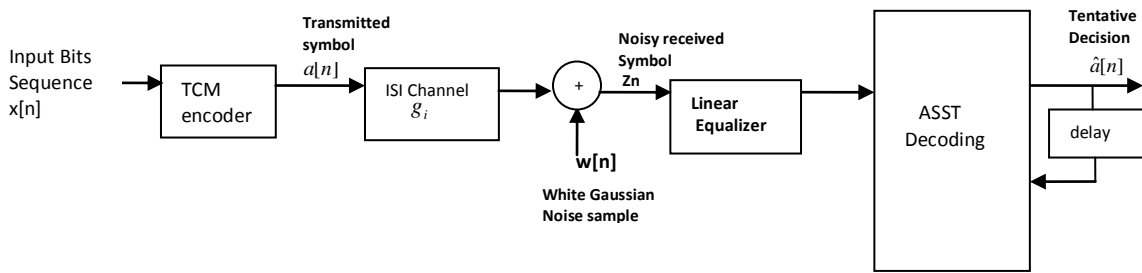 Input Bits
Sequence
x[n]
TCM
encoder
Transmitted
symbol
a[n]
ISI Channel
g_i
+
w[n]
White Gaussian
Noise sample
Noisy received
Symbol
Zn
Linear
Equalizer
ASST
Decoding
Tentative
Decision
â[n]
delay